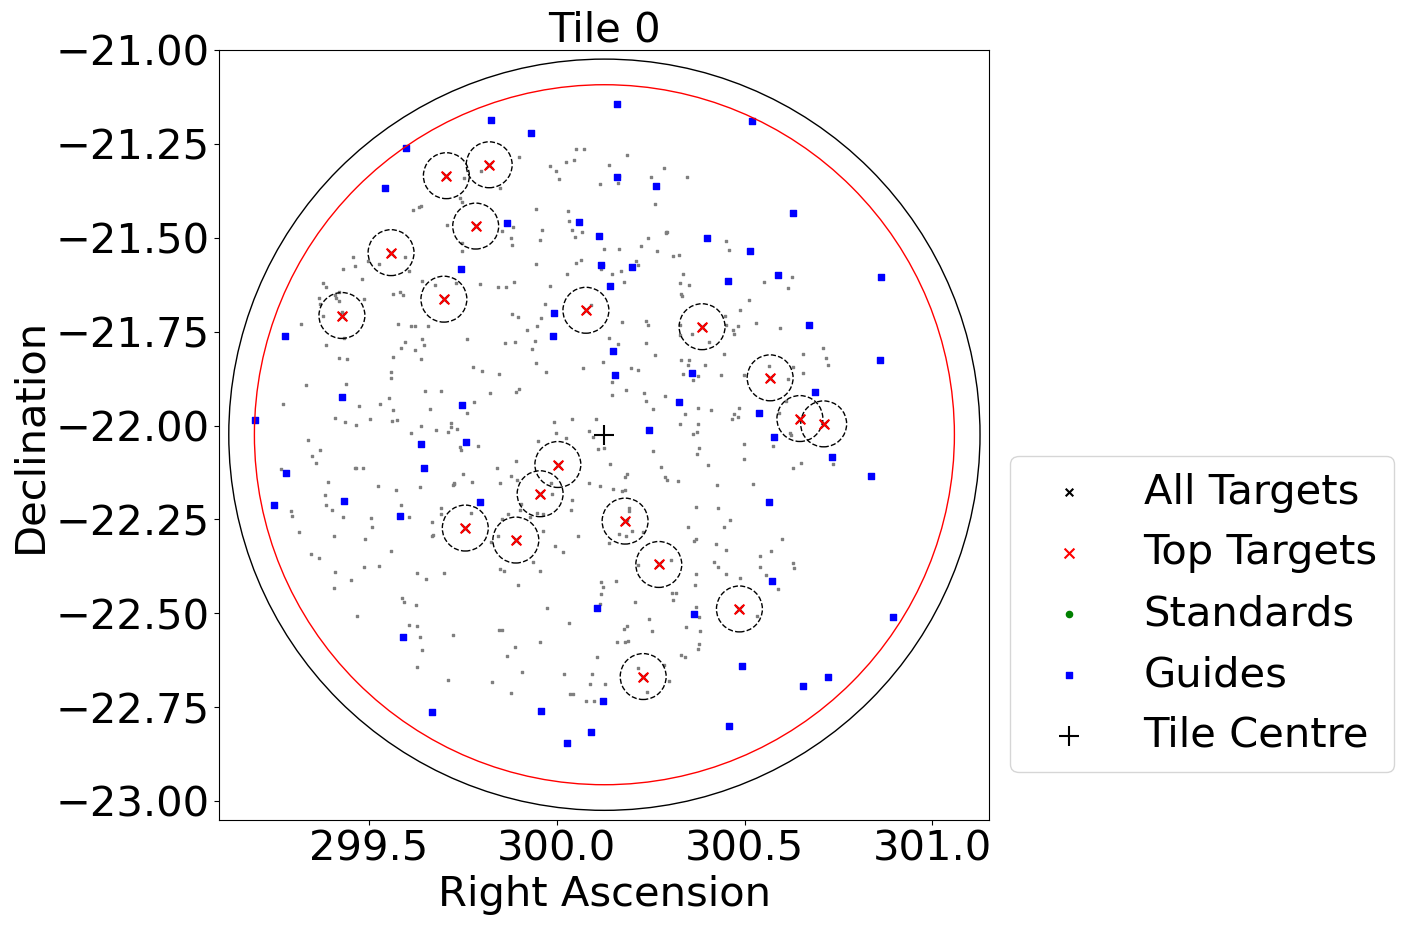 Tile 0
−21.00
−21.25
−21.50
−21.75
−22.00
−22.25
−22.50
−22.75
−23.00
Declination
299.5 300.0 300.5 301.0
Right Ascension
All Targets
Top Targets
Standards
Guides
Tile Centre